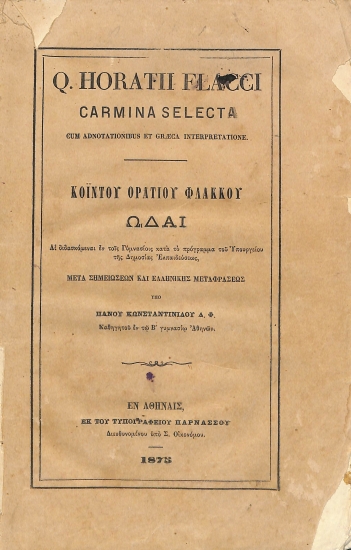 Q. HORATII FLACCI
CARMINA SELECTA
CUM ADNOTATIONIBUS ET GRÆCA INTERPRETATIONE.
ΚΟΪΝΤΟΥ ΟΡΑΤΙΟΥ ΦΛΑΚΚΟΥ
ΩΔΑΙ
Αἱ διδασκόμεναι ἐν τοῖς Γυμνασίοις κατὰ τὸ πρόγραμμα τοῦ Ὑπουργείου
τῆς Δημοσίας Ἐκπαιδεύσεως,
ΜΕΤΑ ΣΗΜΕΙΩΣΕΩΝ ΚΑΙ ΕΛΛΗΝΙΚΗΣ ΜΕΤΑΦΡΑΣΕΩΣ
ΥΠΟ
ΠΑΝΟΥ ΚΩΝΣΤΑΝΤΙΝΙΔΟΥ Δ. Φ.
Καθηγητοῦ ἐν τῷ Β΄ γυμνασίῳ Ἀθηνῶν.
ΕΝ ΑΘΗΝΑΙΣ,
ΕΚ ΤΟΥ ΤΥΠΟΓΡΑΦΕΙΟΥ ΠΑΡΝΑΣΣΟΥ
Διευθυνομένου ὑπὸ Σ. Οἰκονόμου.
1875